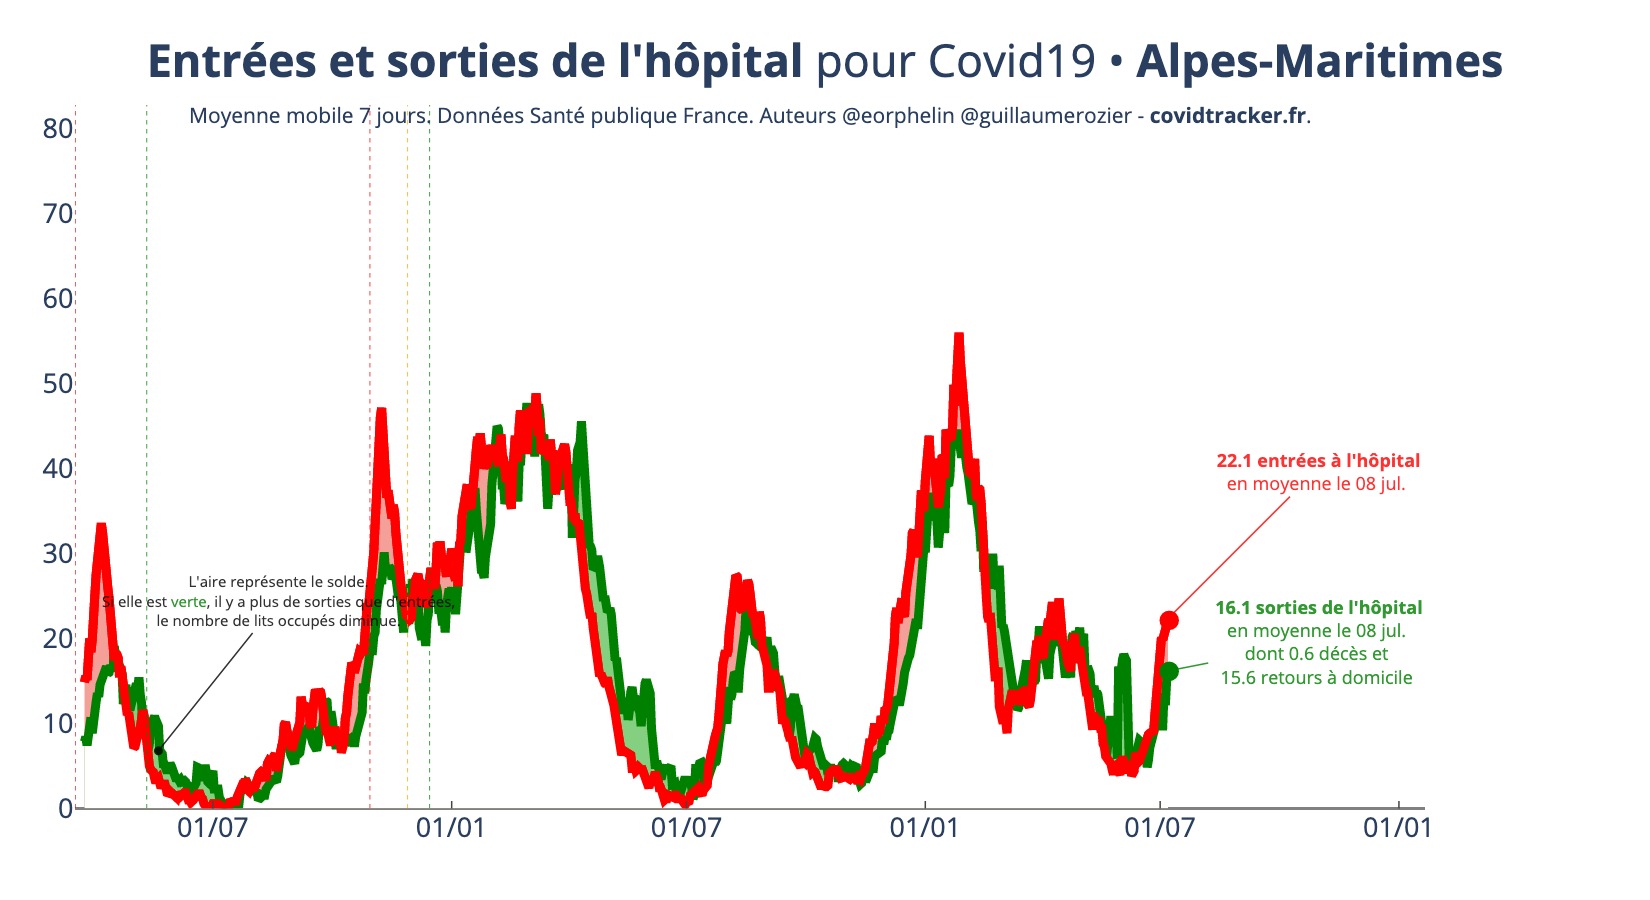 Entrées et sorties de l'hôpital pour Covid19 • Alpes-Maritimes
Moyenne mobile 7 jours. Données Santé publique France. Auteurs @eorphelin @guillaumerozier - covidtracker.fr.
80
70
60
50
40
30
20
10
0
L'aire représente le solde.
Si elle est verte, il y a plus de sorties que d'entrées,
le nombre de lits occupés diminue.
22.1 entrées à l'hôpital
en moyenne le 08 jul.
16.1 sorties de l'hôpital
en moyenne le 08 jul.
dont 0.6 décès et
15.6 retours à domicile
01/07 01/01 01/07 01/01 01/07 01/01